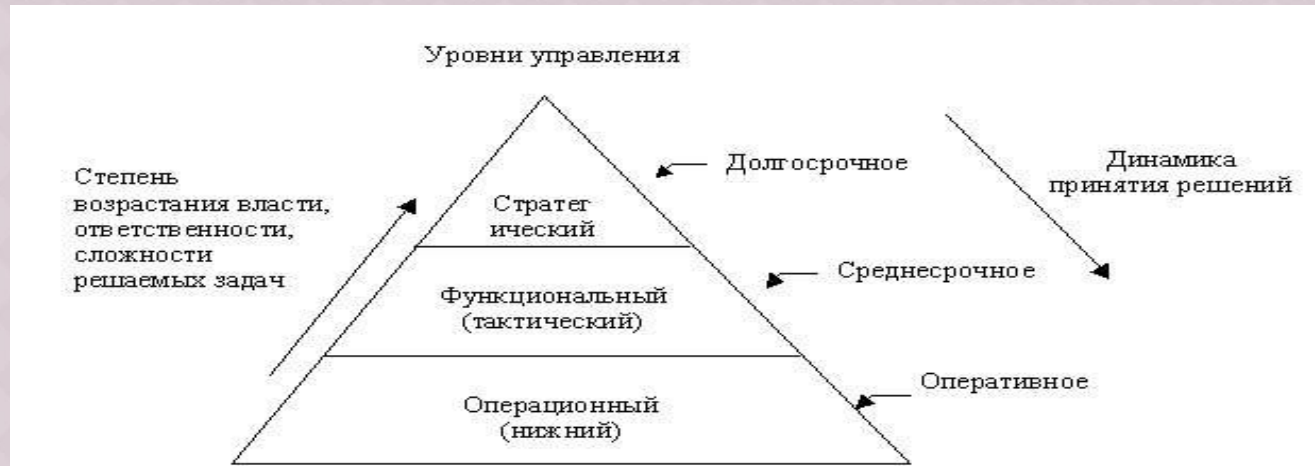 Уровни управления
Степень
возрастания власти,
ответственности,
сложности
решаемых задач
Стратег
ический
Функциональный
(тактический)
Операционный
(нижний)
Долгосрочное
Среднесрочное
Оперативное
Динамика
принятия решений